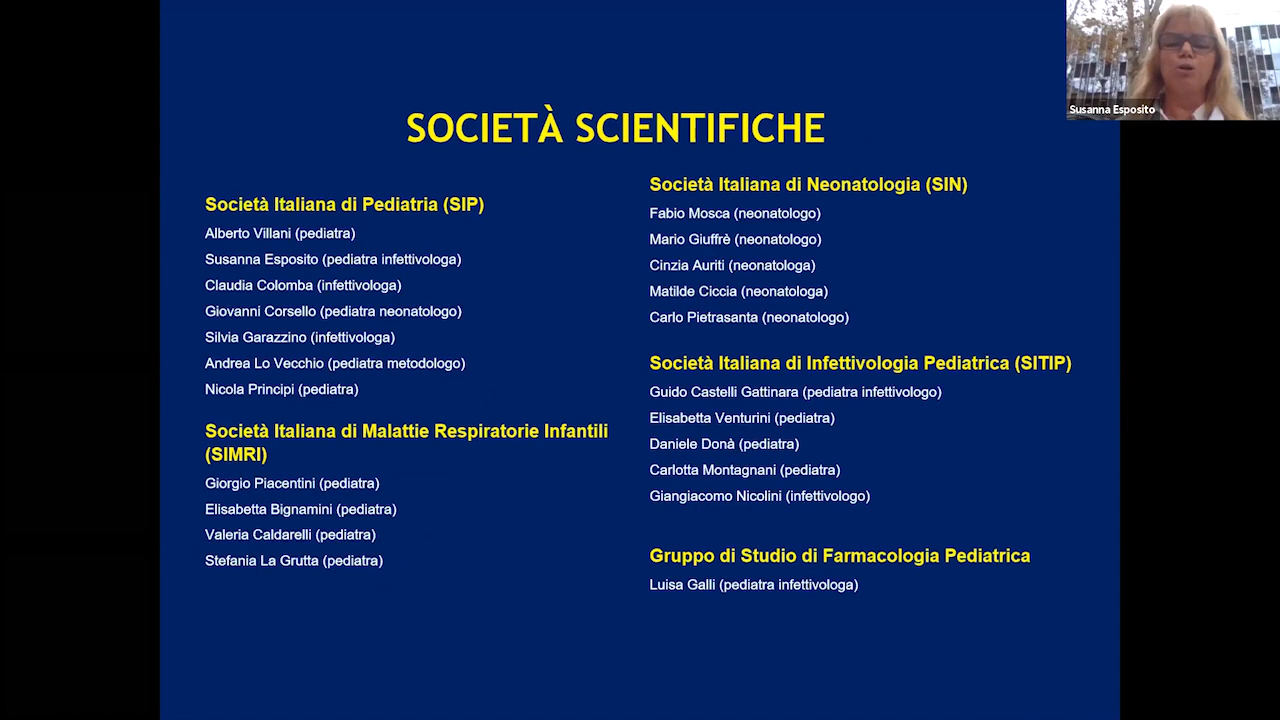 SOCIETÀ SCIENTIFICHE
Società Italiana di Pediatria (SIP)
Alberto Villani (pediatra)
Susanna Esposito (pediatra infettivologa)
Claudia Colomba (infettivologa)
Giovanni Corsello (pediatra neonatologo)
Silvia Garazzino (infettivologa)
Andrea Lo Vecchio (pediatra metodologo)
Nicola Principi (pediatra)
Società Italiana di Malattie Respiratorie Infantili
(SIMRI)
Giorgio Piacentini (pediatra)
Elisabetta Bignamini (pediatra)
Valeria Caldarelli (pediatra)
Stefania La Grutta (pediatra)
Società Italiana di Neonatologia (SIN)
Fabio Mosca (neonatologo)
Mario Giuffrè (neonatologo)
Cinzia Auriti (neonatologa)
Matilde Ciccia (neonatologa)
Carlo Pietrasanta (neonatologo)
Società Italiana di Infettivologia Pediatrica (SITIP)
Guido Castelli Gattinara (pediatra infettivologo)
Elisabetta Venturini (pediatra)
Daniele Donà (pediatra)
Carlotta Montagnani (pediatra)
Giangiacomo Nicolini (infettivologo)
Gruppo di Studio di Farmacologia Pediatrica
Luisa Galli (pediatra infettivologa)
Susanna Esposito